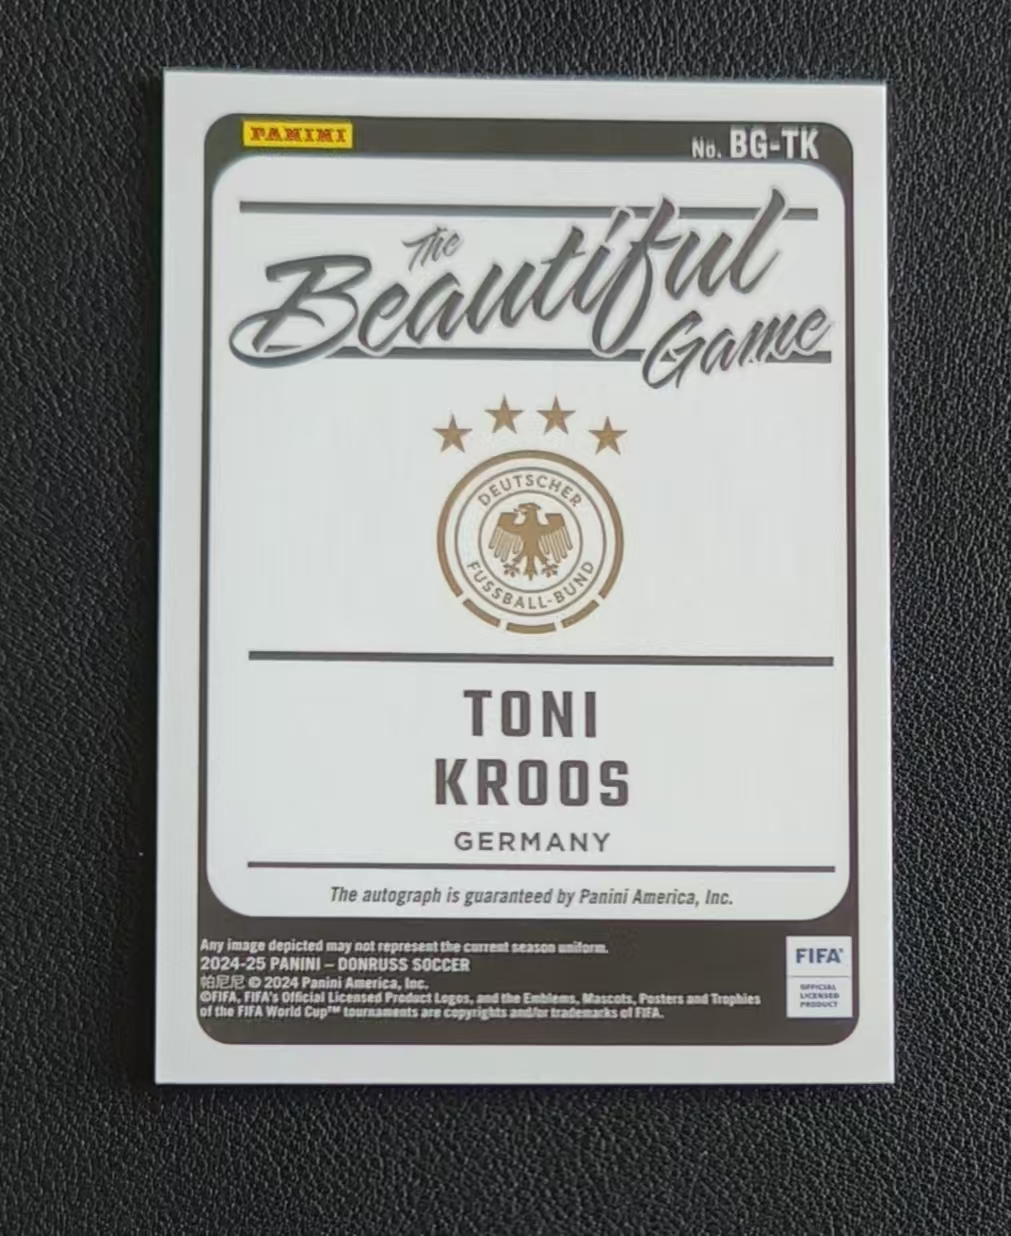 PANINI
No. BG-TK
The
Beautiful
Game
DEUTSCHER
FUSSBALL-BUND
TONI
KROOS
GERMANY
The autograph is guaranteed by Panini America, Inc.
Any image depicted may not represent the current season uniform.
2024-25 PANINI – DONRUSS SOCCER
帕尼尼 © 2024 Panini America, Inc.
©FIFA, FIFA's Official Licensed Product Logos, and the Emblems, Mascots, Posters and Trophies
of the FIFA World Cup™ tournaments are copyrights and/or trademarks of FIFA.
FIFA®
OFFICIAL
LICENSED
PRODUCT